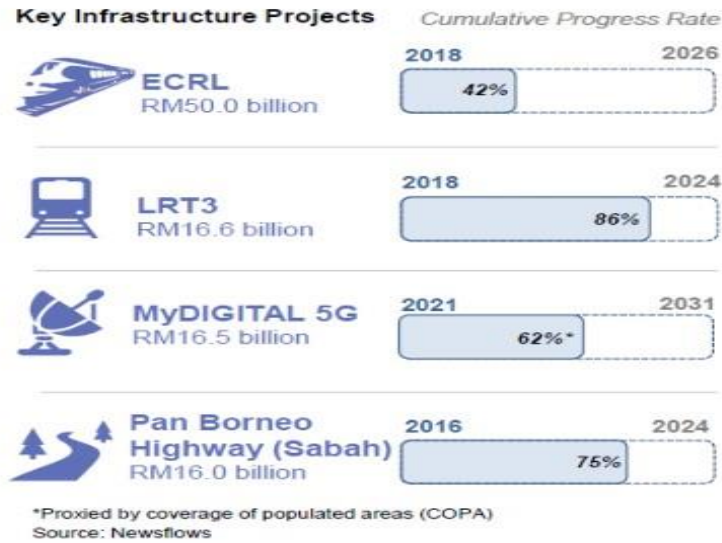 Key Infrastructure Projects Cumulative Progress Rate
ECRL
RM50.0 billion
2018 2026
42%
LRT3
RM16.6 billion
2018 2024
86%
MyDIGITAL 5G
RM16.5 billion
2021 2031
62%*
Pan Borneo
Highway (Sabah)
RM16.0 billion
2016 2024
75%
*Proxied by coverage of populated areas (COPA)
Source: Newsflows